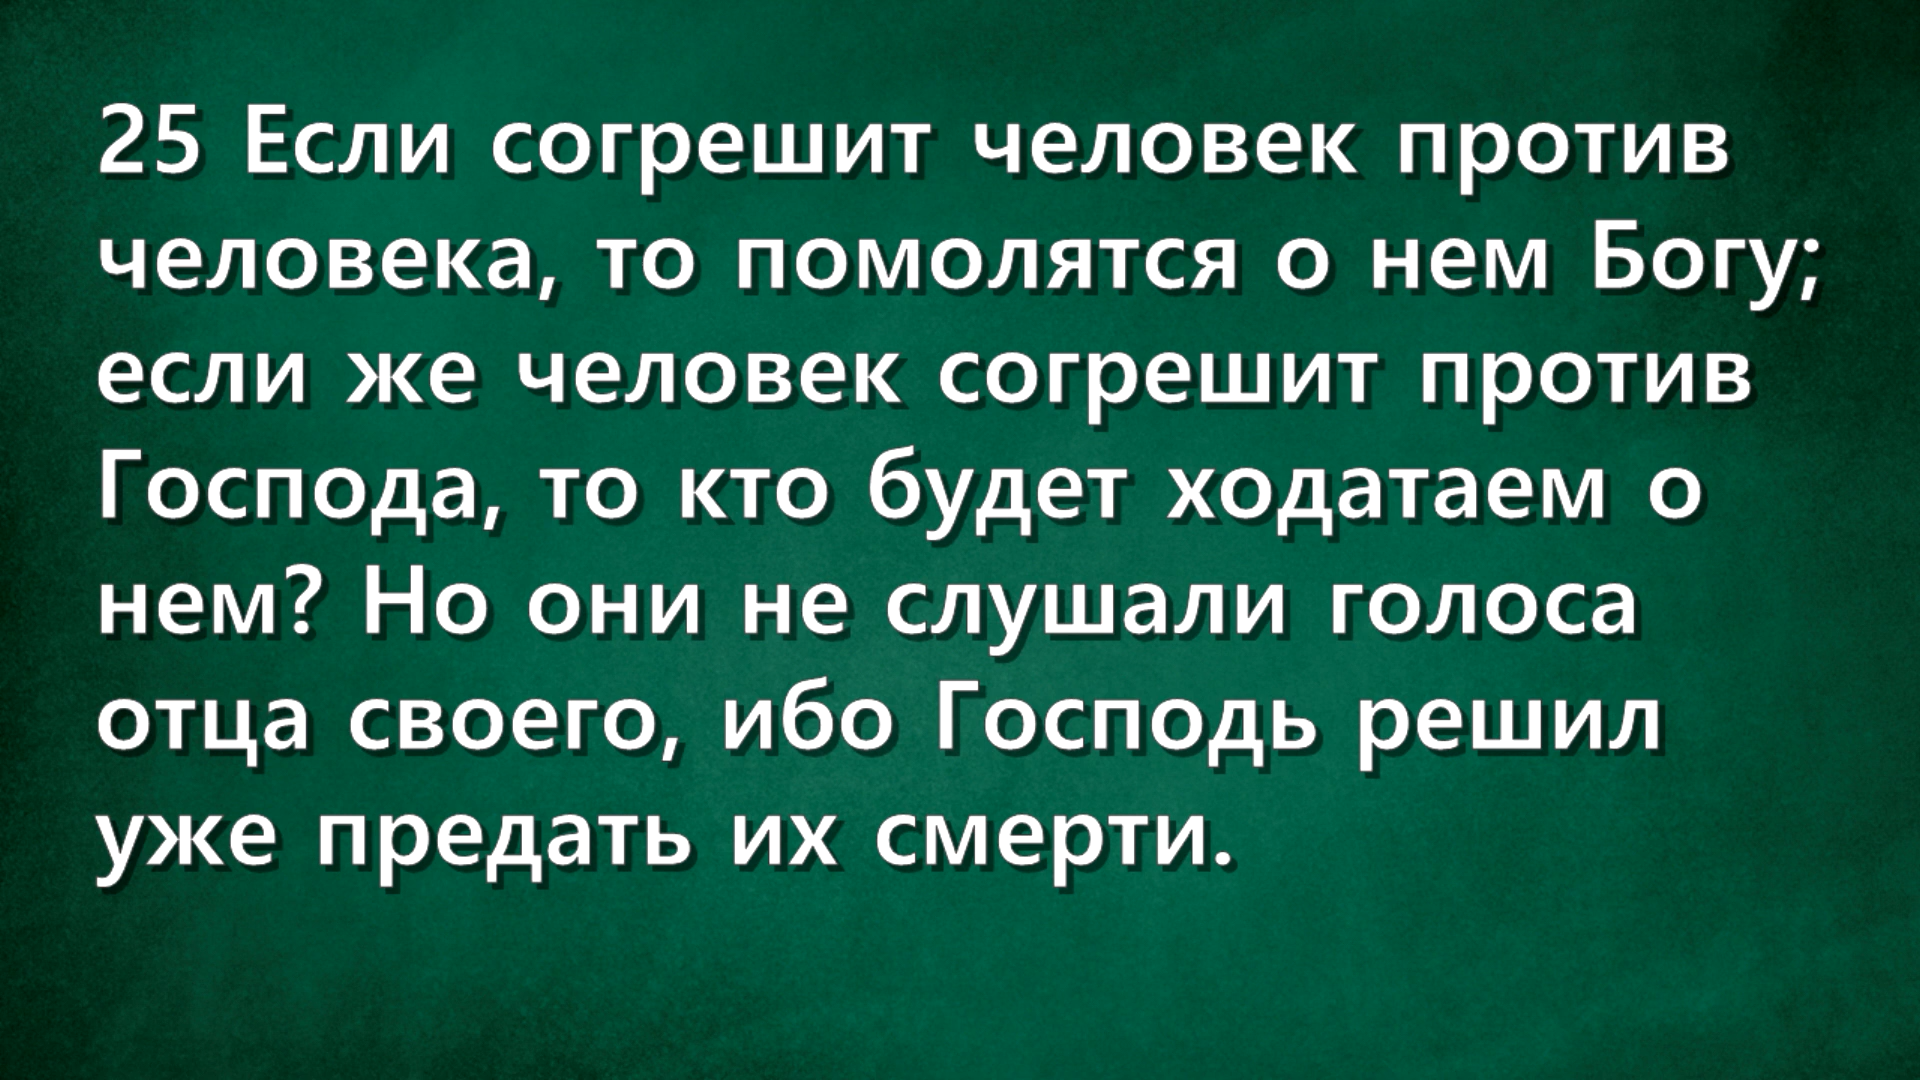 25 Если согрешит человек против
человека, то помолятся о нем Богу;
если же человек согрешит против
Господа, то кто будет ходатаем о
нем? Но они не слушали голоса
отца своего, ибо Господь решил
уже предать их смерти.